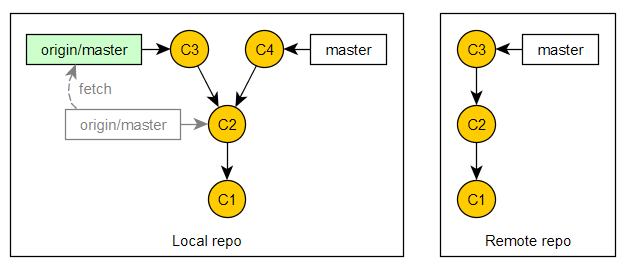 origin/master
C3
C4
master
fetch
origin/master
C2
C1
Local repo
C3
master
C2
C1
Remote repo